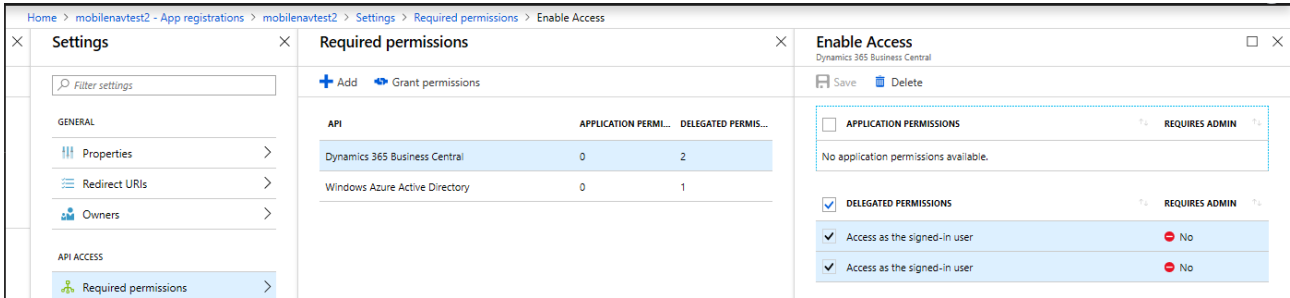 Home > mobilenavtest2 - App registrations > mobilenavtest2 > Settings > Required permissions > Enable Access
Settings
Filter settings
GENERAL
Properties
Redirect URIs
Owners
API ACCESS
Required permissions
Required permissions
Add Grant permissions
API APPLICATION PERMI... DELEGATED PERMIS...
Dynamics 365 Business Central 0 2
Windows Azure Active Directory 0 1
Enable Access
Dynamics 365 Business Central
Save Delete
APPLICATION PERMISSIONS REQUIRES ADMIN
No application permissions available.
DELEGATED PERMISSIONS REQUIRES ADMIN
Access as the signed-in user No
Access as the signed-in user No